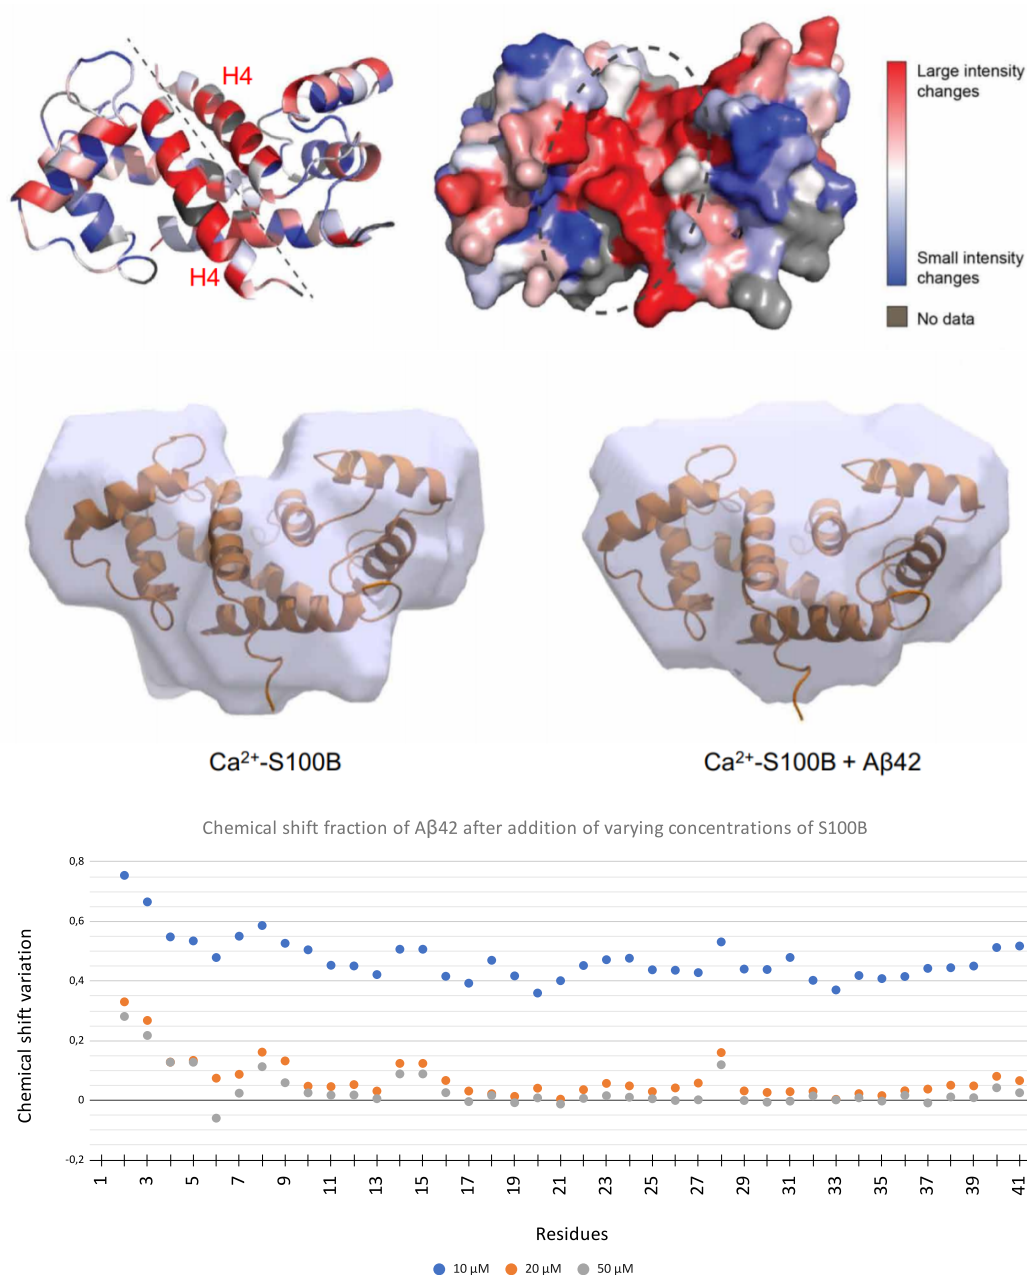 H4
H4
Large intensity
changes
Small intensity
changes
No data
Ca²⁺-S100B
Ca²⁺-S100B + Aβ42
Chemical shift fraction of Aβ42 after addition of varying concentrations of S100B
Chemical shift variation
0,8
0,6
0,4
0,2
0
-0,2
1 3 5 7 9 11 13 15 17 19 21 23 25 27 29 31 33 35 37 39 41
Residues
10 µM 20 µM 50 µM